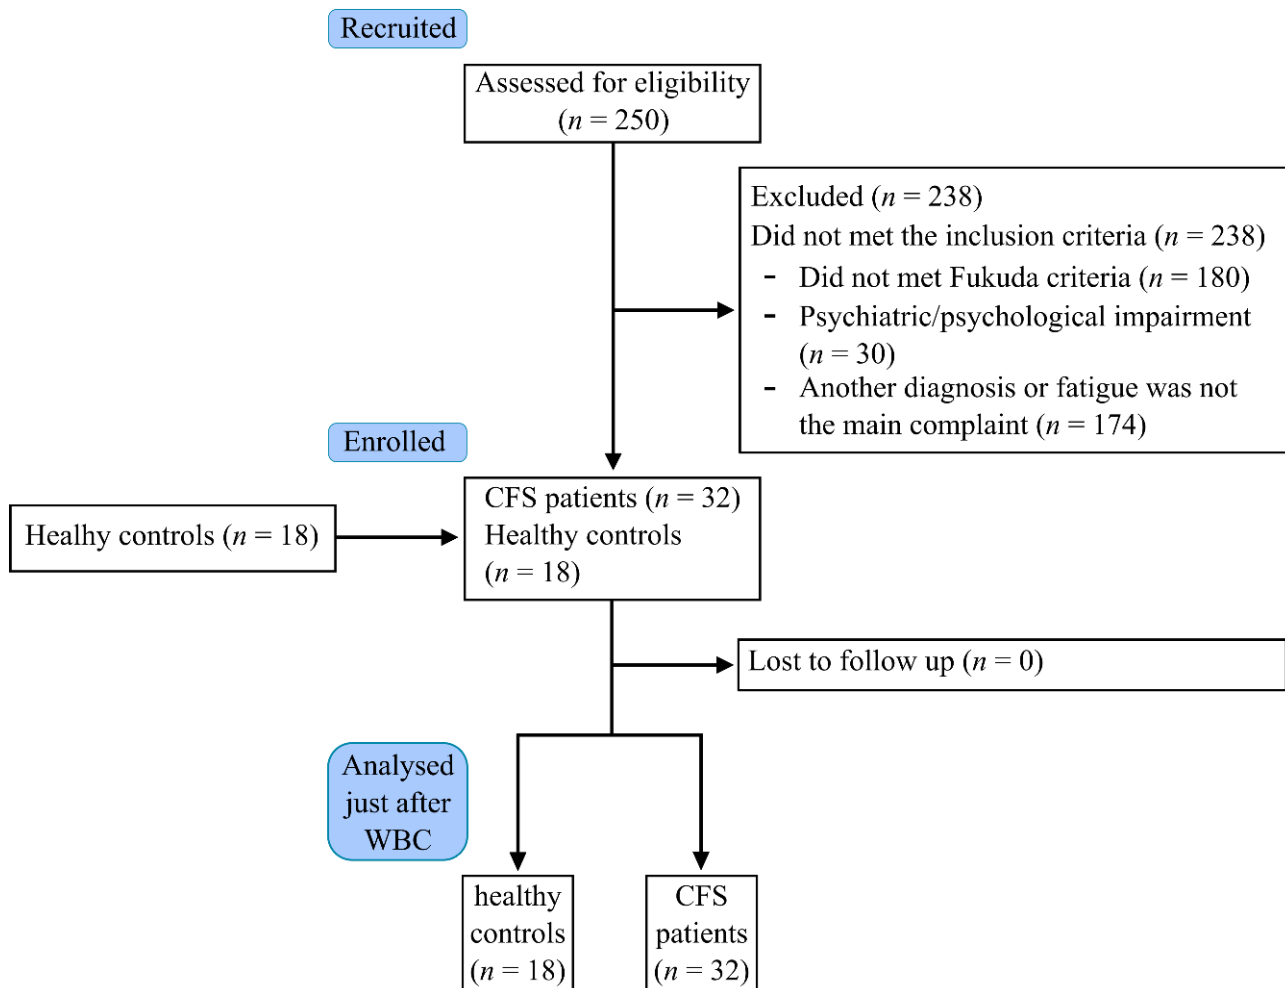 Recruited
Assessed for eligibility
(n = 250)
Excluded (n = 238)
Did not met the inclusion criteria (n = 238)
- Did not met Fukuda criteria (n = 180)
- Psychiatric/psychological impairment
(n = 30)
- Another diagnosis or fatigue was not
the main complaint (n = 174)
Enrolled
CFS patients (n = 32)
Healthy controls
(n = 18)
Healhy controls (n = 18)
Lost to follow up (n = 0)
Analysed
just after
WBC
healthy
controls
(n = 18)
CFS
patients
(n = 32)